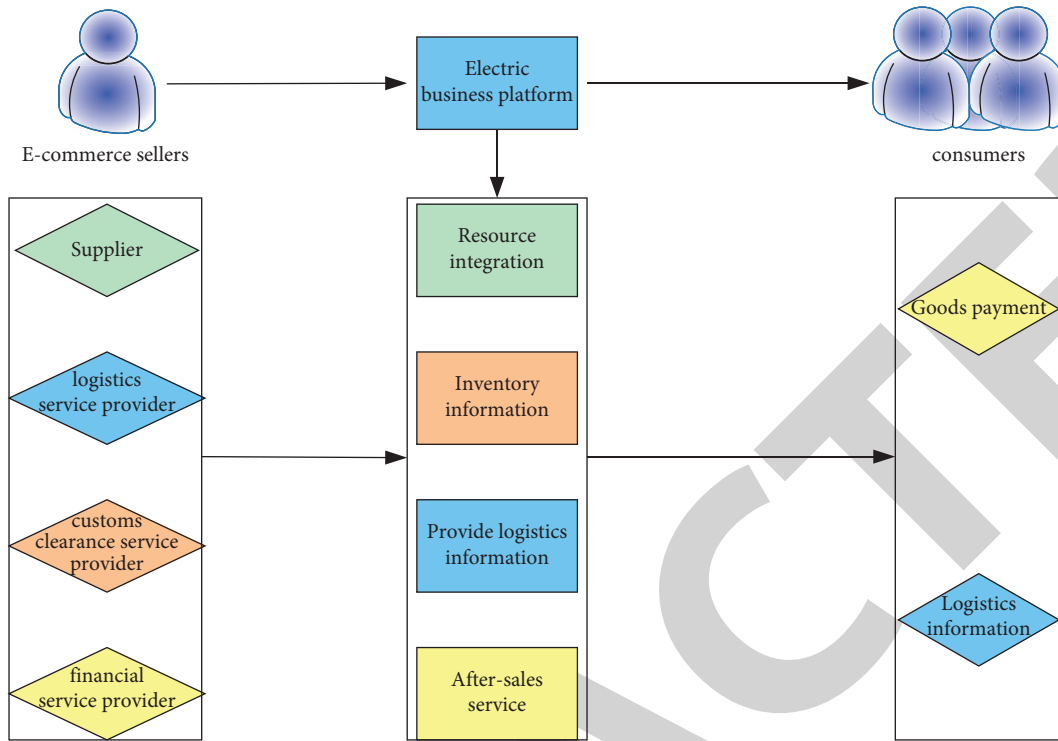 Electric
business platform
E-commerce sellers
consumers
Supplier
logistics
service provider
customs
clearance service
provider
financial
service provider
Resource
integration
Inventory
information
Provide logistics
information
After-sales
service
Goods payment
Logistics
information